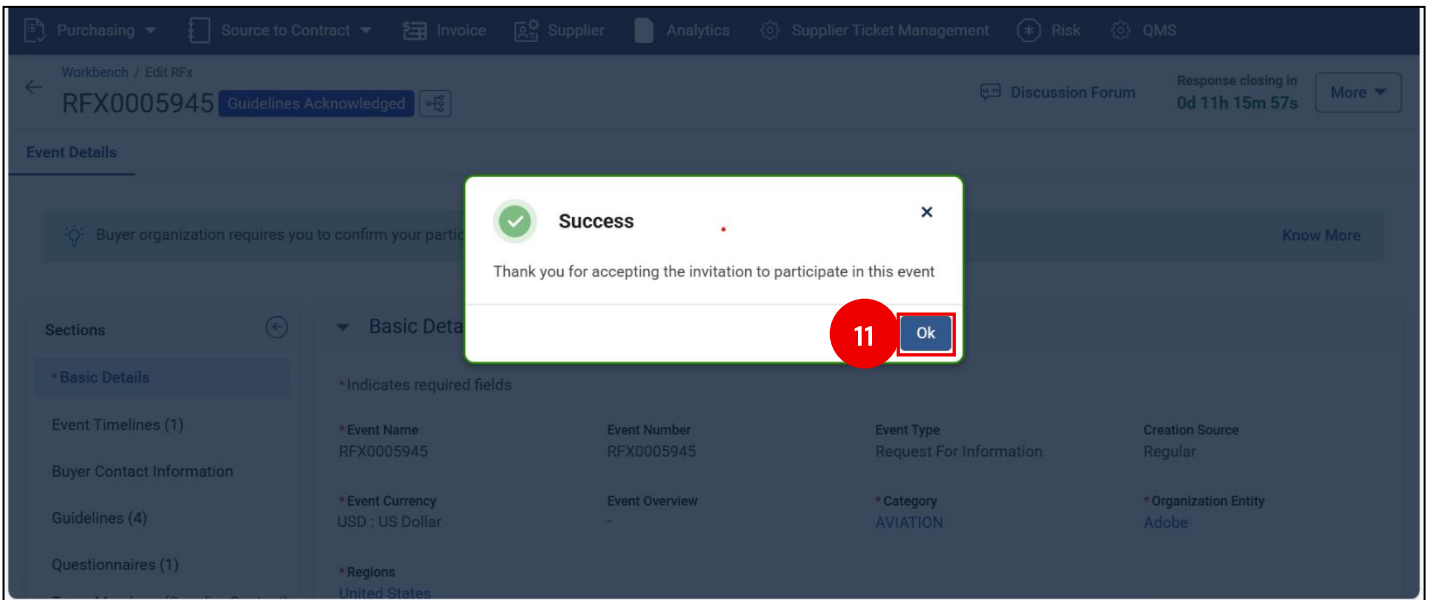 Purchasing Source to Contract Invoice Supplier Analytics Supplier Ticket Management Risk QMS
Workbench / Edit RFx
RFX0005945 Guidelines Acknowledged
Discussion Forum
Response closing in
0d 11h 15m 57s
More
Event Details
Buyer organization requires you to confirm your partic
Know More
Success
Thank you for accepting the invitation to participate in this event
11
Ok
Sections
*Basic Details
Event Timelines (1)
Buyer Contact Information
Guidelines (4)
Questionnaires (1)
Basic Deta
*Indicates required fields
*Event Name
RFX0005945
Event Number
RFX0005945
Event Type
Request For Information
Creation Source
Regular
*Event Currency
USD : US Dollar
Event Overview
-
*Category
AVIATION
*Organization Entity
Adobe
*Regions
United States